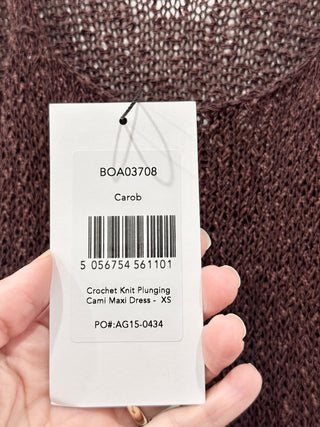 BOA03708
Carob
5 056754 561101
Crochet Knit Plunging
Cami Maxi Dress - XS
PO#:AG15-0434